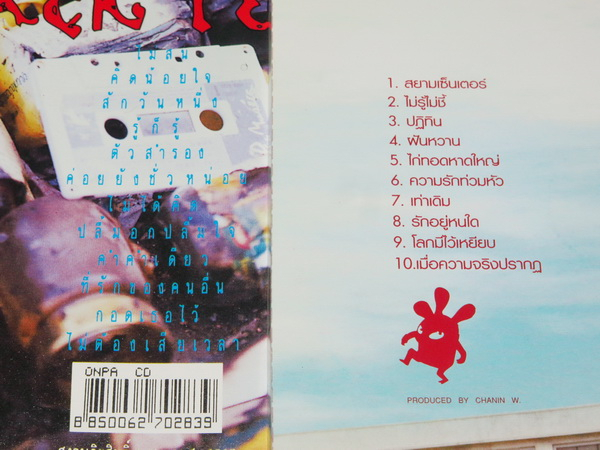 ไม่สน
คิดน้อยใจ
สักวันหนึ่ง
รู้ก็รู้
ตัวสำรอง
ค่อยยังชั่วหน่อย
ไม่ได้คิด
ปลื้มอกปลื้มใจ
คำคำเดียว
ที่รักของคนอื่น
กอดเธอไว้
ไม่ต้องเสียเวลา
ONPA CD
8 850062 702839
1. สยามเซ็นเตอร์
2. ไม่รู้ไม่ชี้
3. ปฏิทิน
4. ฝันหวาน
5. ไก่ทอดหาดใหญ่
6. ความรักท่วมหัว
7. เท่าเดิม
8. รักอยู่หนใด
9. โลกมีไว้เหยียบ
10.เมื่อความจริงปรากฏ
PRODUCED BY CHANIN W.